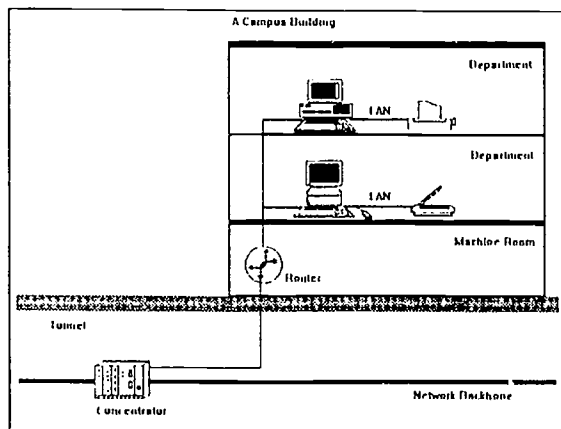 A Campus Building
Department
LAN
Department
LAN
Machine Room
Router
Tunnel
Network Backbone
Concentrator